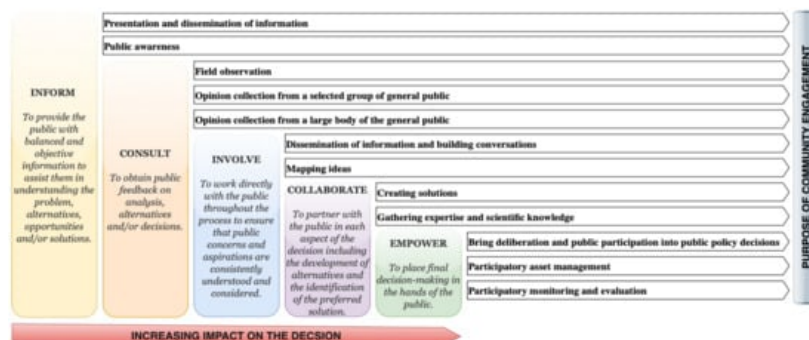 Presentation and dissemination of information
Public awareness
Field observation
Opinion collection from a selected group of general public
Opinion collection from a large body of the general public
Dissemination of information and building conversations
Mapping ideas
Creating solutions
Gathering expertise and scientific knowledge
Bring deliberation and public participation into public policy decisions
Participatory asset management
Participatory monitoring and evaluation
INFORM
To provide the
public with
balanced and
objective
information to
assist them in
understanding the
problem,
alternatives,
opportunities
and/or solutions.
CONSULT
To obtain public
feedback on
analysis,
alternatives
and/or decisions.
INVOLVE
To work directly
with the public
throughout the
process to ensure
that public
concerns and
aspirations are
consistently
understood and
considered.
COLLABORATE
To partner with
the public in each
aspect of the
decision including
the development of
alternatives and
the identification
of the preferred
solution.
EMPOWER
To place final
decision-making in
the hands of the
public.
PURPOSE OF COMMUNITY ENGAGEMENT
INCREASING IMPACT ON THE DECSION